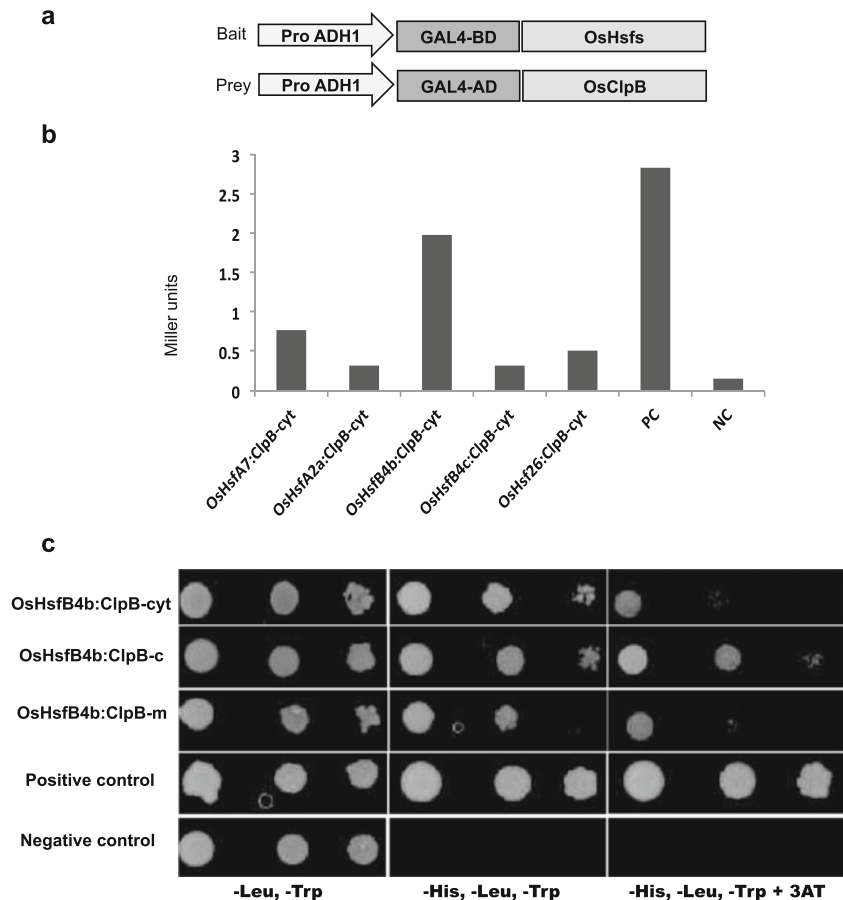 a
Bait Pro ADH1 GAL4-BD OsHsfs
Prey Pro ADH1 GAL4-AD OsClpB
b
3
2.5
2
1.5
1
0.5
0
Miller units
OsHsfA7:ClpB-cyt
OsHsfA2a:ClpB-cyt
OsHsfB4b:ClpB-cyt
OsHsfB4c:ClpB-cyt
OsHsf26:ClpB-cyt
PC
NC
c
OsHsfB4b:ClpB-cyt
OsHsfB4b:ClpB-c
OsHsfB4b:ClpB-m
Positive control
Negative control
-Leu, -Trp
-His, -Leu, -Trp
-His, -Leu, -Trp + 3AT